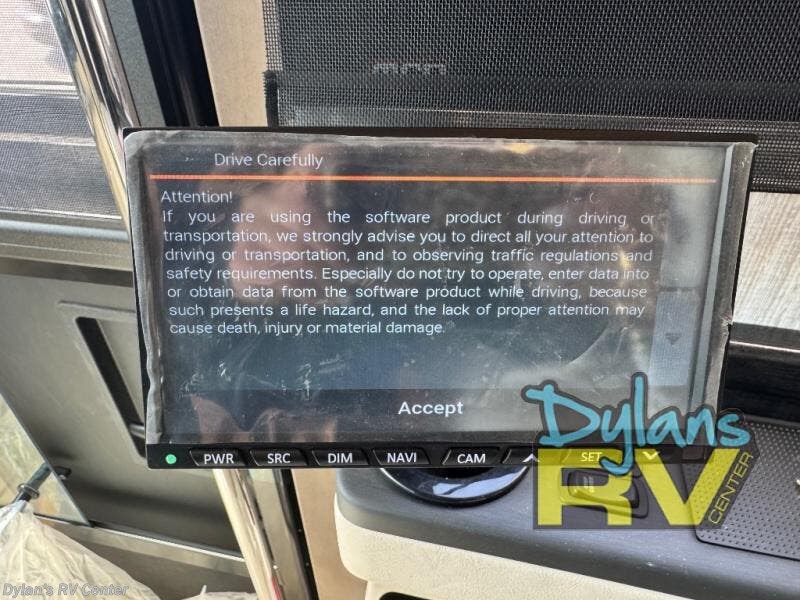 Drive Carefully
Attention!
If you are using the software product during driving or
transportation, we strongly advise you to direct all your attention to
driving or transportation, and to observing traffic regulations and
safety requirements. Especially do not try to operate, enter data into
or obtain data from the software product while driving, because
such presents a life hazard, and the lack of proper attention may
cause death, injury or material damage.
Accept
PWR SRC DIM NAVI CAM SET
Dylans
RV
CENTER
Dylan's RV Center